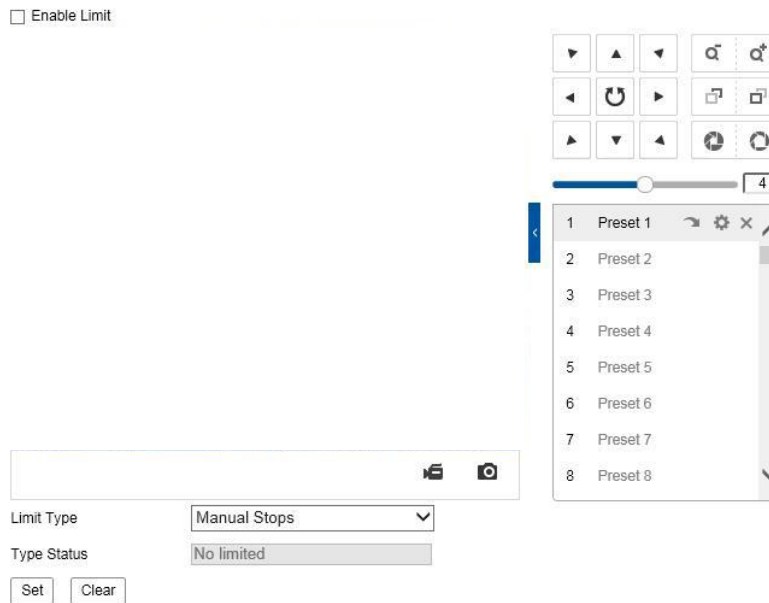 Enable Limit
4
1 Preset 1
2 Preset 2
3 Preset 3
4 Preset 4
5 Preset 5
6 Preset 6
7 Preset 7
8 Preset 8
Limit Type Manual Stops
Type Status No limited
Set Clear